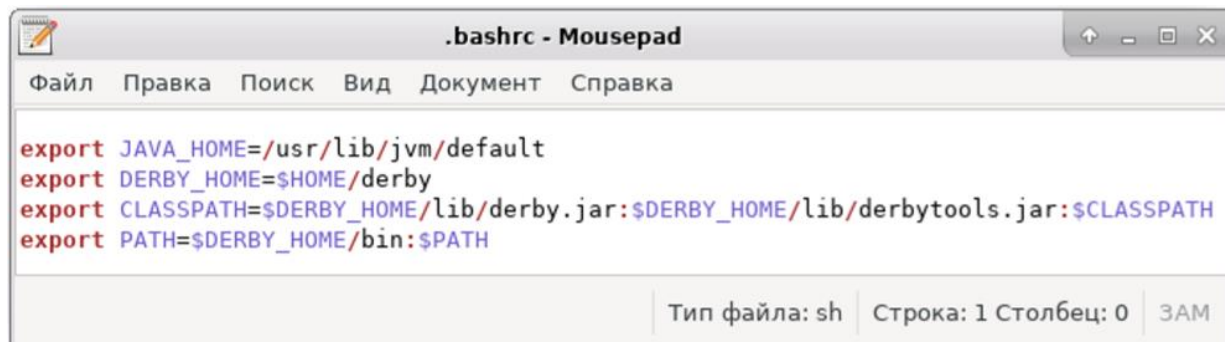 .bashrc - Mousepad
Файл Правка Поиск Вид Документ Справка
export JAVA_HOME=/usr/lib/jvm/default
export DERBY_HOME=$HOME/derby
export CLASSPATH=$DERBY_HOME/lib/derby.jar:$DERBY_HOME/lib/derbytools.jar:$CLASSPATH
export PATH=$DERBY_HOME/bin:$PATH
Тип файла: sh Строка: 1 Столбец: 0 ЗАМ